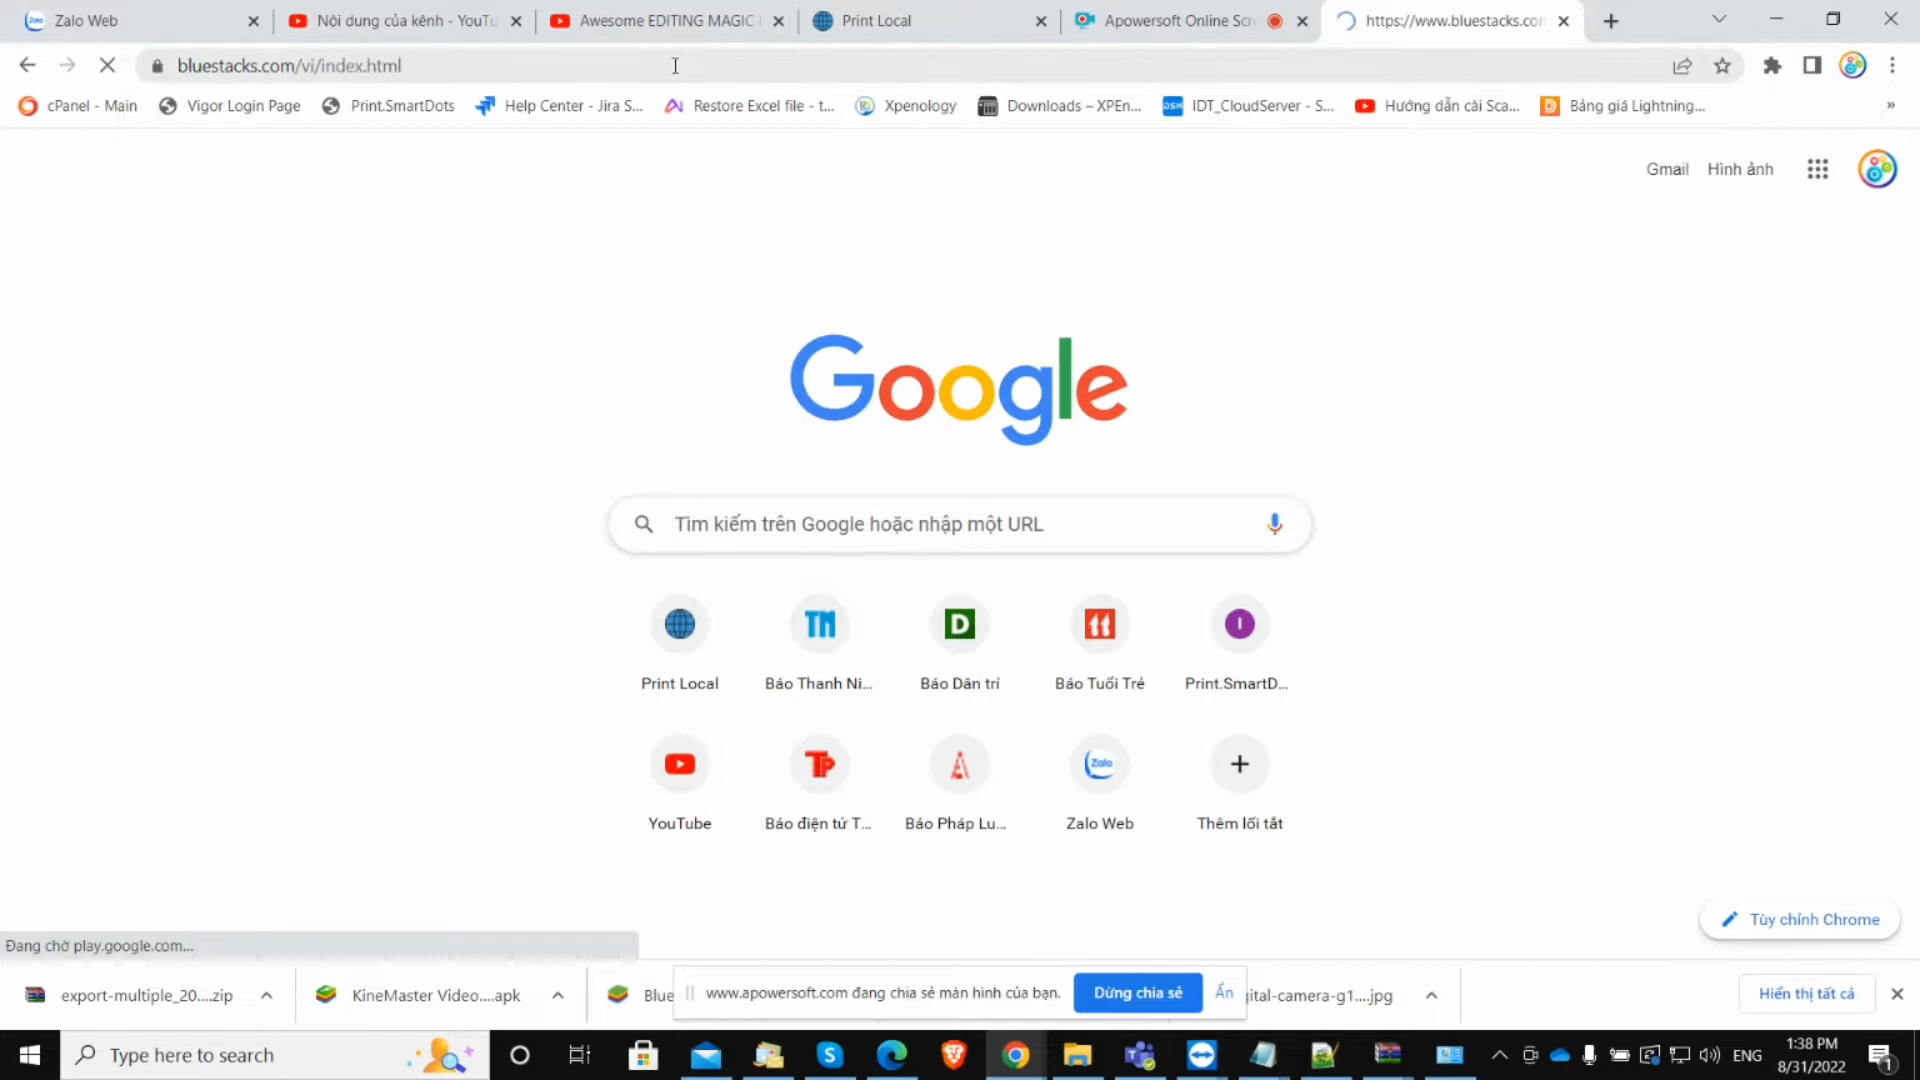 Zalo Web
Nội dung của kênh - YouTu
Awesome EDITING MAGIC
Print Local
Apowersoft Online Scr
https://www.bluestacks.com
bluestacks.com/vi/index.html
cPanel - Main
Vigor Login Page
Print.SmartDots
Help Center - Jira S...
Restore Excel file - t...
Xpenology
Downloads – XPEn...
DSM
IDT_CloudServer - S...
Hướng dẫn cài Sca...
Bảng giá Lightning...
Gmail
Hình ảnh
Google
Tìm kiếm trên Google hoặc nhập một URL
Print Local
Báo Thanh Ni...
Báo Dân trí
Báo Tuổi Trẻ
Print.SmartD...
YouTube
Báo điện tử T...
Báo Pháp Lu...
Zalo Web
Thêm lối tắt
Tùy chỉnh Chrome
Đang chờ play.google.com...
export-multiple_20....zip
KineMaster Video....apk
Blue
www.apowersoft.com đang chia sẻ màn hình của bạn.
Dừng chia sẻ
Ẩn
ital-camera-g1....jpg
Hiển thị tất cả
Type here to search
ENG
1:38 PM
8/31/2022
1